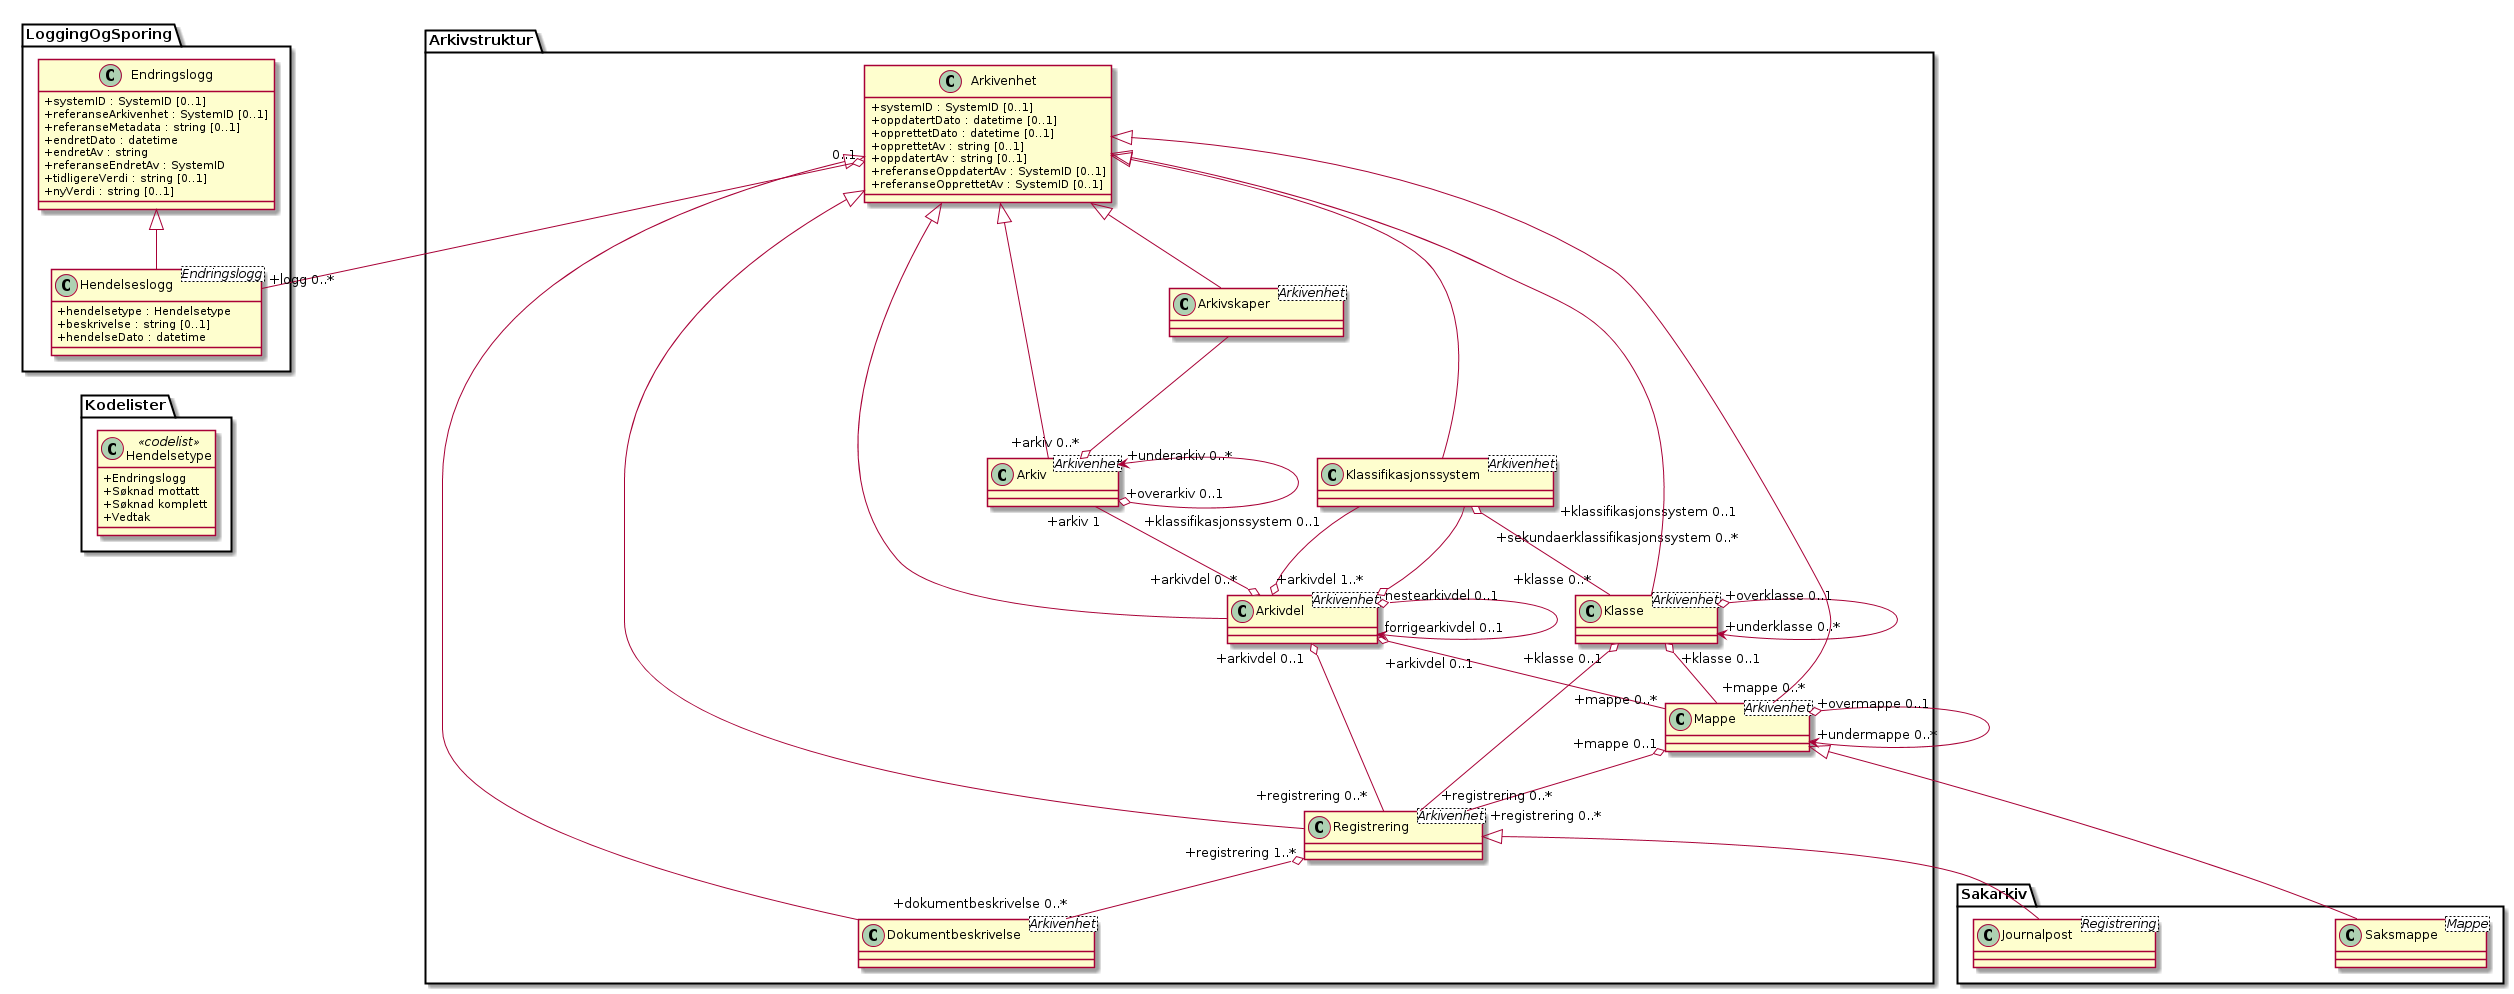 LoggingOgSporing
C Endringslogg
+systemID : SystemID [0..1]
+referanseArkivenhet : SystemID [0..1]
+referanseMetadata : string [0..1]
+endretDato : datetime
+endretAv : string
+referanseEndretAv : SystemID
+tidligereVerdi : string [0..1]
+nyVerdi : string [0..1]
Endringslogg
C Hendelseslogg
+hendelsetype : Hendelsetype
+beskrivelse : string [0..1]
+hendelseDato : datetime
+logg 0..*
Kodelister
«codelist»
C Hendelsetype
+Endringslogg
+Søknad mottatt
+Søknad komplett
+Vedtak
Arkivstruktur
C Arkivenhet
+systemID : SystemID [0..1]
+oppdatertDato : datetime [0..1]
+opprettetDato : datetime [0..1]
+opprettetAv : string [0..1]
+oppdatertAv : string [0..1]
+referanseOppdatertAv : SystemID [0..1]
+referanseOpprettetAv : SystemID [0..1]
0..1
Arkivenhet
C Arkivskaper
+arkiv 0..*
Arkivenhet
C Arkiv
+underarkiv 0..*
+overarkiv 0..1
Arkivenhet
C Klassifikasjonssystem
+arkiv 1
+klassifikasjonssystem 0..1
+klassifikasjonssystem 0..1
+sekundaerklassifikasjonssystem 0..*
+arkivdel 0..*
+arkivdel 1..*
+klasse 0..*
Arkivenhet
C Arkivdel
nestearkivdel 0..1
forrigearkivdel 0..1
Arkivenhet
C Klasse
+overklasse 0..1
+underklasse 0..*
+arkivdel 0..1
+arkivdel 0..1
+klasse 0..1
+klasse 0..1
+mappe 0..*
+mappe 0..*
Arkivenhet
C Mappe
+overmappe 0..1
+undermappe 0..*
+mappe 0..1
+registrering 0..*
+registrering 0..*
+registrering 0..*
Arkivenhet
C Registrering
+registrering 1..*
+dokumentbeskrivelse 0..*
Arkivenhet
C Dokumentbeskrivelse
Sakarkiv
Registrering
C Journalpost
Mappe
C Saksmappe